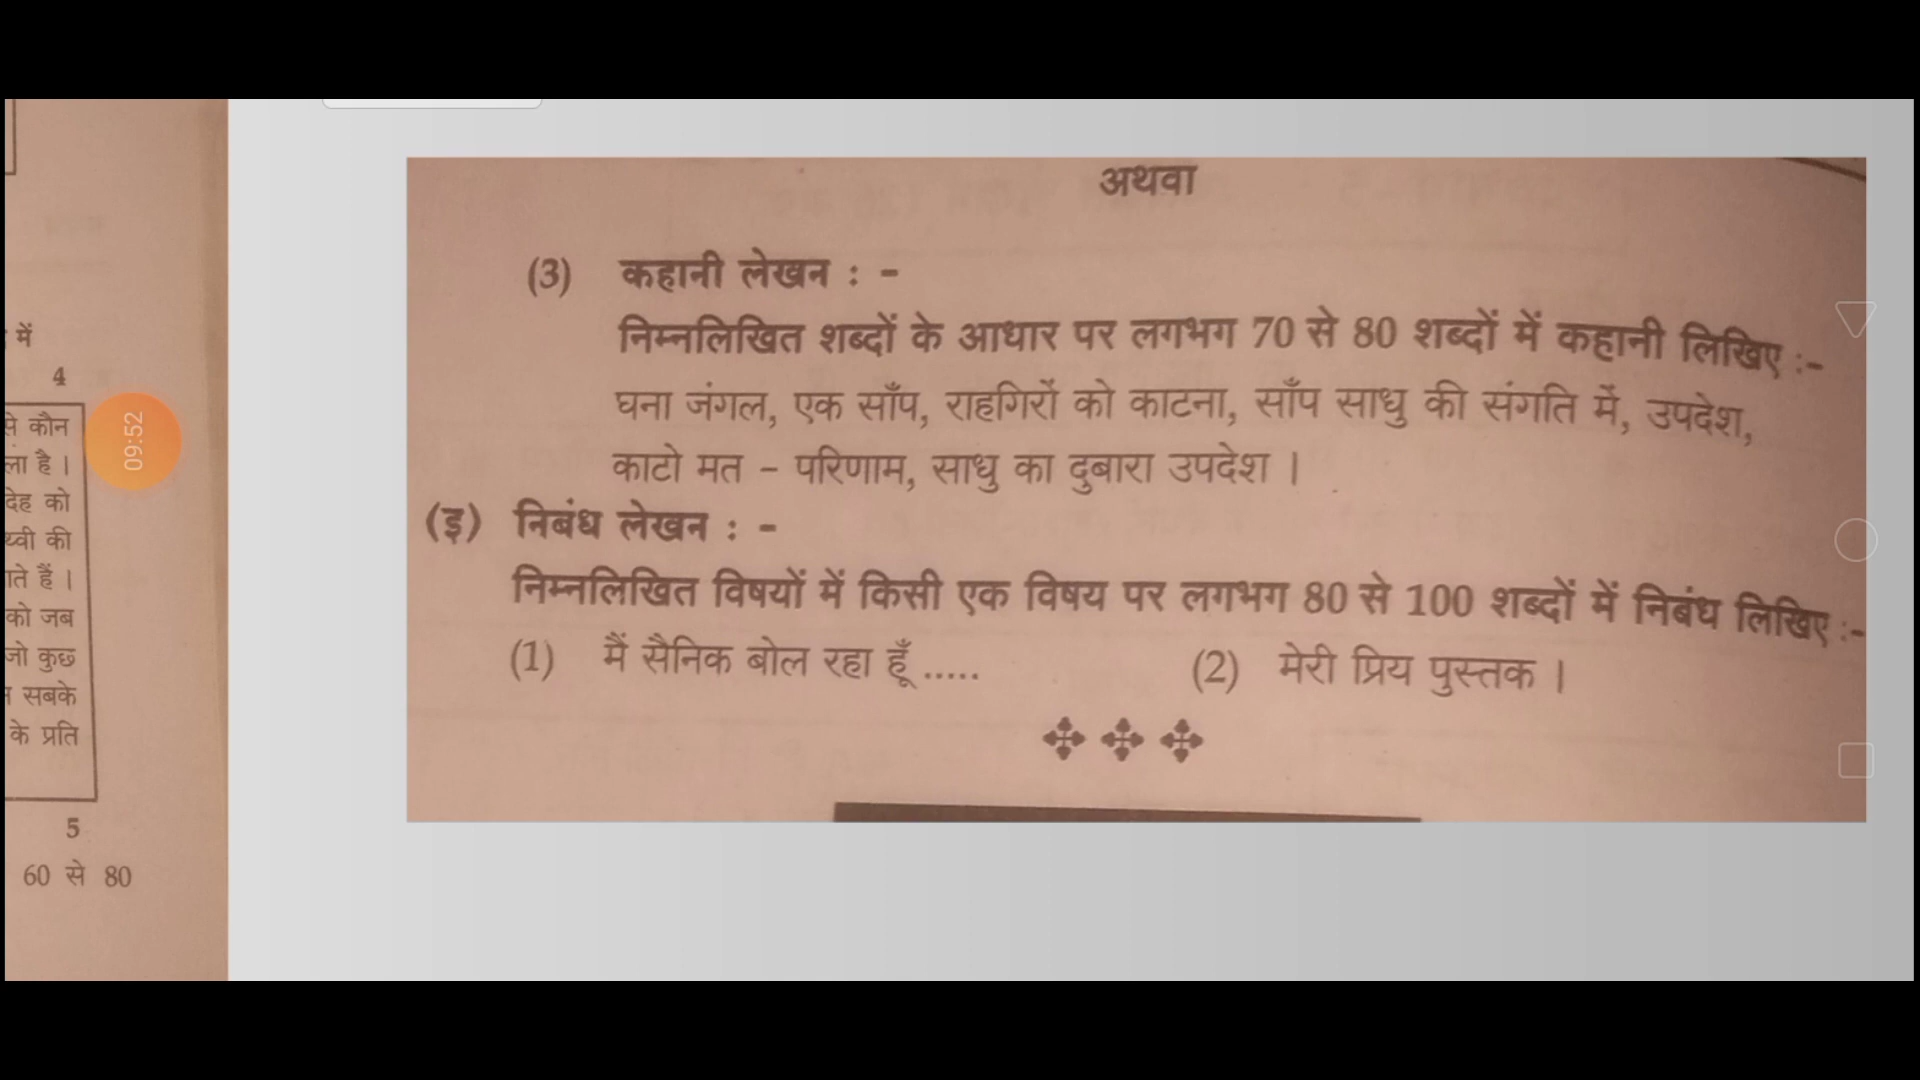 में
4
से कौन
ला है ।
देह को
थ्वी की
ाते हैं ।
को जब
जो कुछ
सबके
के प्रति
5
60 से 80
09:52
अथवा
(3) कहानी लेखन : -
निम्नलिखित शब्दों के आधार पर लगभग 70 से 80 शब्दों में कहानी लिखिए :-
घना जंगल, एक साँप, राहगिरों को काटना, साँप साधु की संगति में, उपदेश,
काटो मत - परिणाम, साधु का दुबारा उपदेश ।
(इ) निबंध लेखन : -
निम्नलिखित विषयों में किसी एक विषय पर लगभग 80 से 100 शब्दों में निबंध लिखिए :-
(1) मैं सैनिक बोल रहा हूँ ..... (2) मेरी प्रिय पुस्तक ।